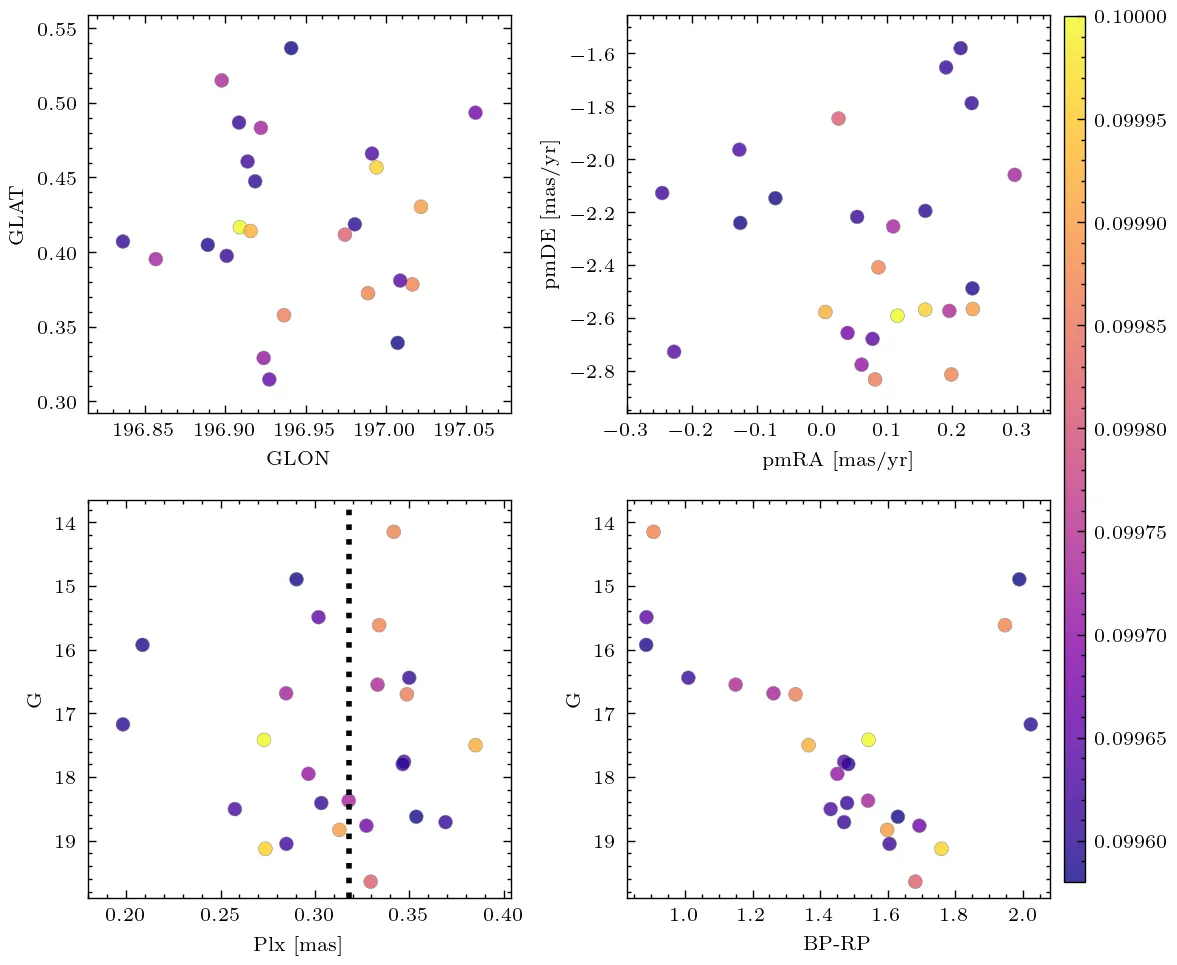 0.55
0.50
0.45
0.40
0.35
0.30
GLAT
196.85 196.90 196.95 197.00 197.05
GLON
−1.6
−1.8
−2.0
−2.2
−2.4
−2.6
−2.8
pmDE [mas/yr]
−0.3 −0.2 −0.1 0.0 0.1 0.2 0.3
pmRA [mas/yr]
14
15
16
17
18
19
G
0.20 0.25 0.30 0.35 0.40
Plx [mas]
14
15
16
17
18
19
G
1.0 1.2 1.4 1.6 1.8 2.0
BP-RP
0.10000
0.09995
0.09990
0.09985
0.09980
0.09975
0.09970
0.09965
0.09960